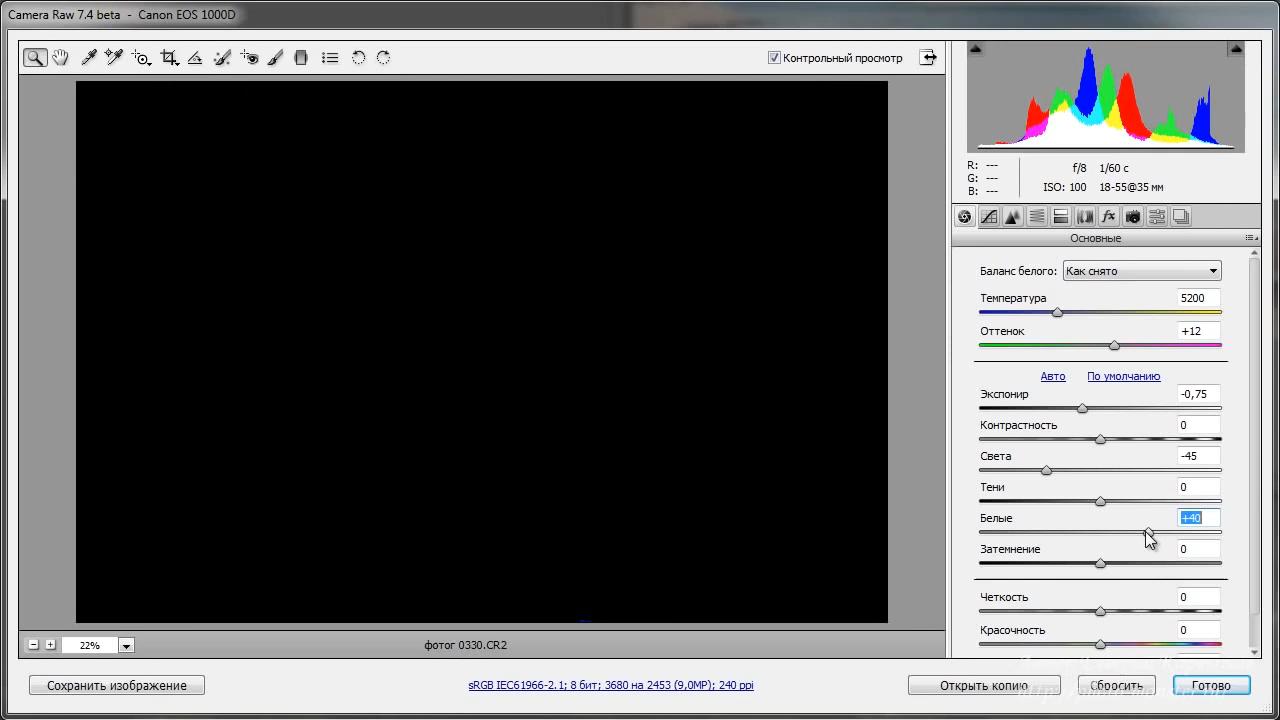 Camera Raw 7.4 beta - Canon EOS 1000D
Контрольный просмотр
R: ---
G: ---
B: ---
f/8 1/60 с
ISO: 100 18-55@35 мм
Основные
Баланс белого: Как снято
Температура 5200
Оттенок +12
Авто По умолчанию
Экспонир -0,75
Контрастность 0
Света -45
Тени 0
Белые +40
Затемнение 0
Четкость 0
Красочность 0
22%
фотог 0330.CR2
Сохранить изображение
sRGB IEC61966-2.1; 8 бит; 3680 на 2453 (9,0MP); 240 ppi
Открыть копию
Сбросить
Готово